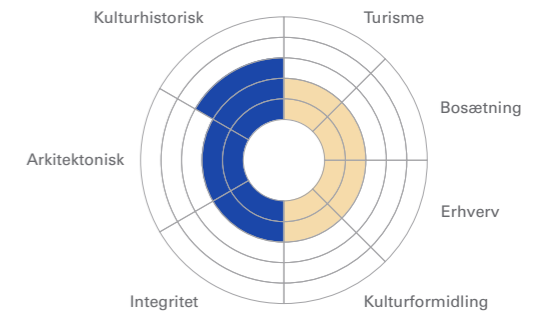 Kulturhistorisk
Turisme
Bosætning
Arkitektonisk
Erhverv
Integritet
Kulturformidling